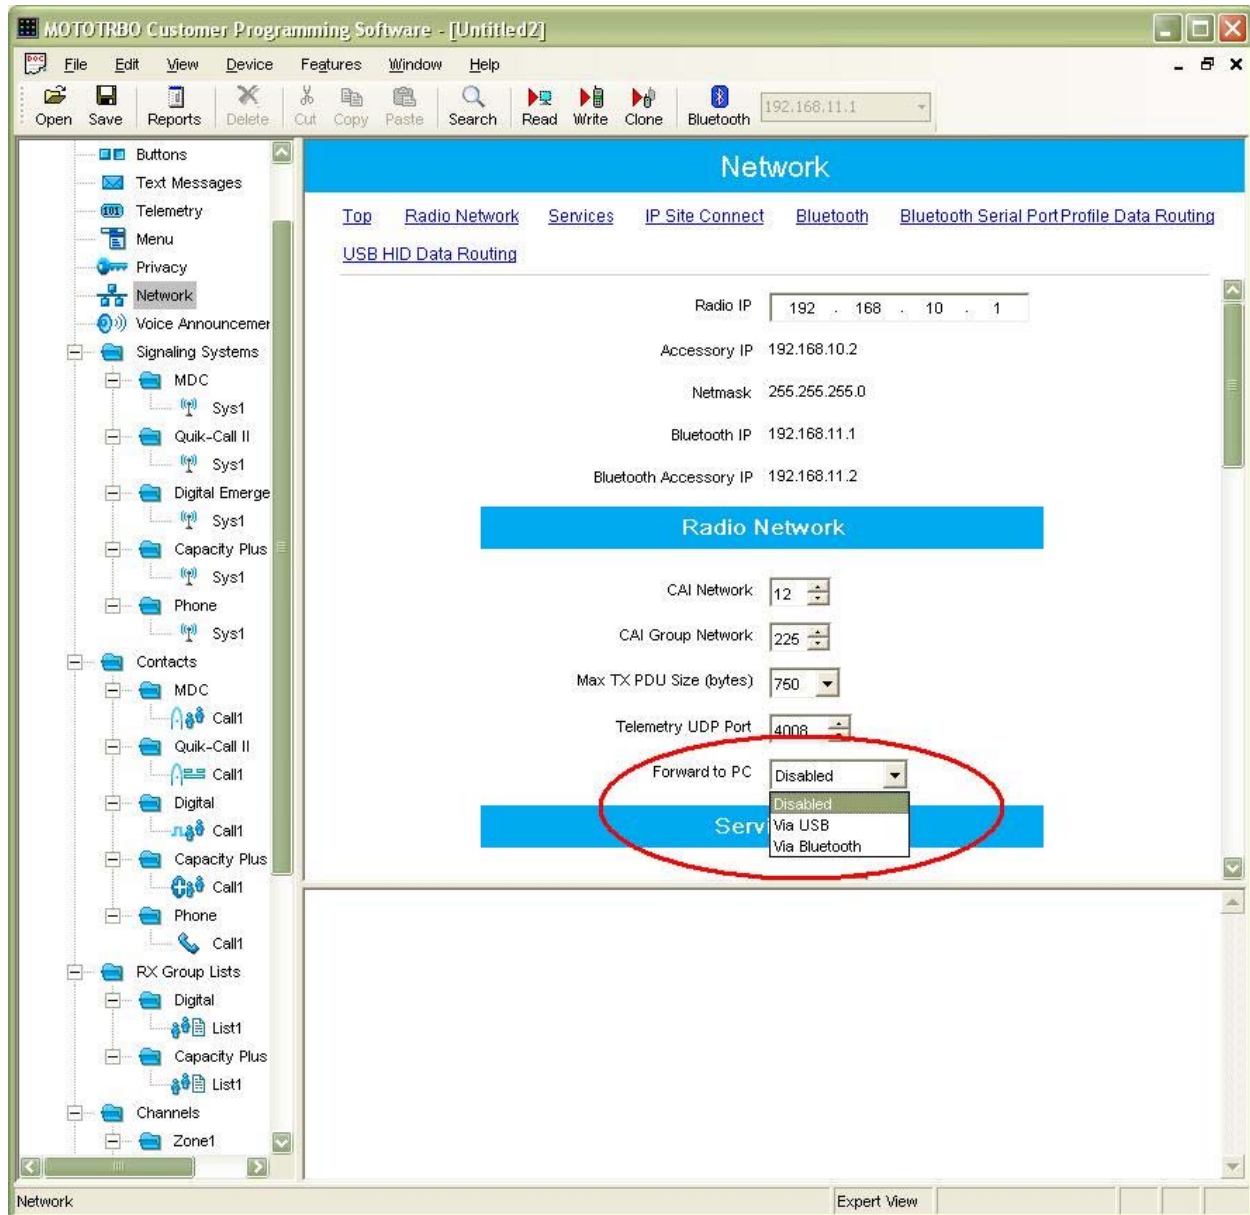 MOTOTRBO Customer Programming Software - [Untitled2]
File Edit View Device Features Window Help
Open Save Reports Delete Cut Copy Paste Search Read Write Clone Bluetooth 192.168.11.1
Buttons
Text Messages
Telemetry
Menu
Privacy
Network
Voice Announcemer
Signaling Systems
MDC
Sys1
Quik-Call II
Sys1
Digital Emerge
Sys1
Capacity Plus
Sys1
Phone
Sys1
Contacts
MDC
Call1
Quik-Call II
Call1
Digital
Call1
Capacity Plus
Call1
Phone
Call1
RX Group Lists
Digital
List1
Capacity Plus
List1
Channels
Zone1
Network
Top Radio Network Services IP Site Connect Bluetooth Bluetooth Serial Port Profile Data Routing
USB HID Data Routing
Radio IP 192 . 168 . 10 . 1
Accessory IP 192.168.10.2
Netmask 255.255.255.0
Bluetooth IP 192.168.11.1
Bluetooth Accessory IP 192.168.11.2
Radio Network
CAI Network 12
CAI Group Network 225
Max TX PDU Size (bytes) 750
Telemetry UDP Port 4008
Forward to PC Disabled
Disabled
Via USB
Via Bluetooth
Servi
Network Expert View